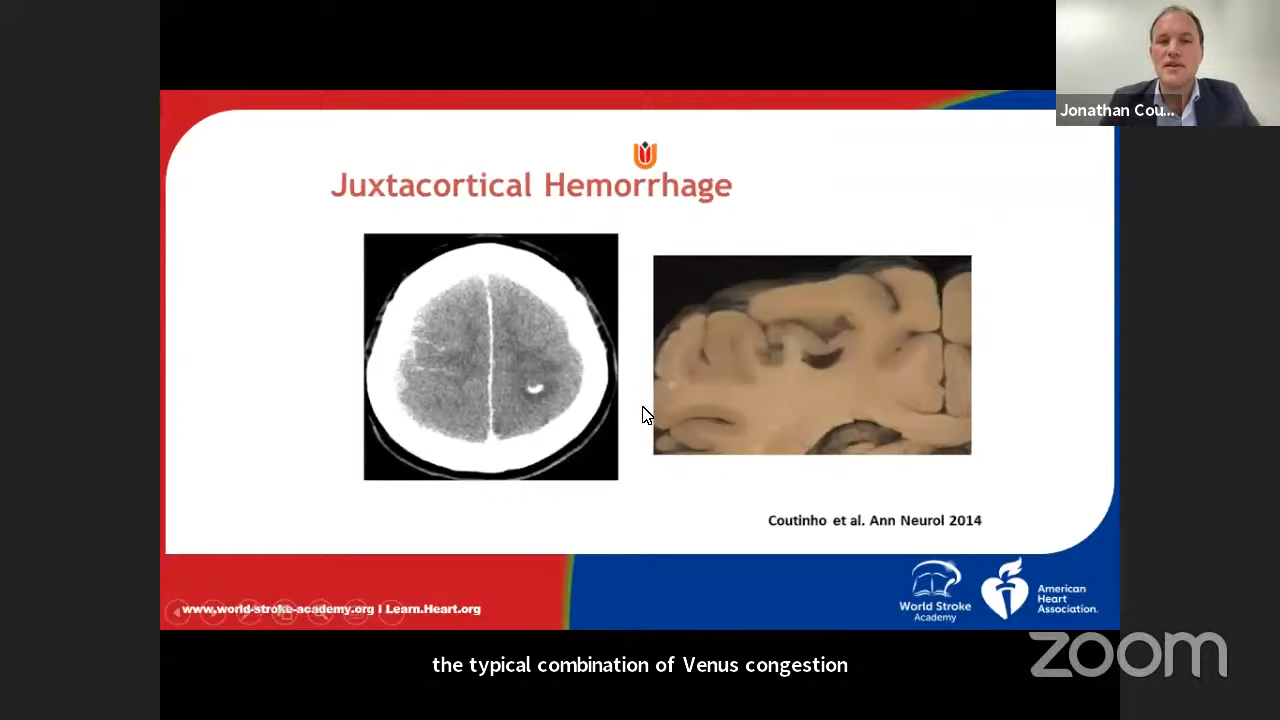 Jonathan Cou...
Juxtacortical Hemorrhage
Coutinho et al. Ann Neurol 2014
www.world-stroke-academy.org I Learn.Heart.org
World Stroke
Academy
American
Heart
Association.
zoom
the typical combination of Venus congestion